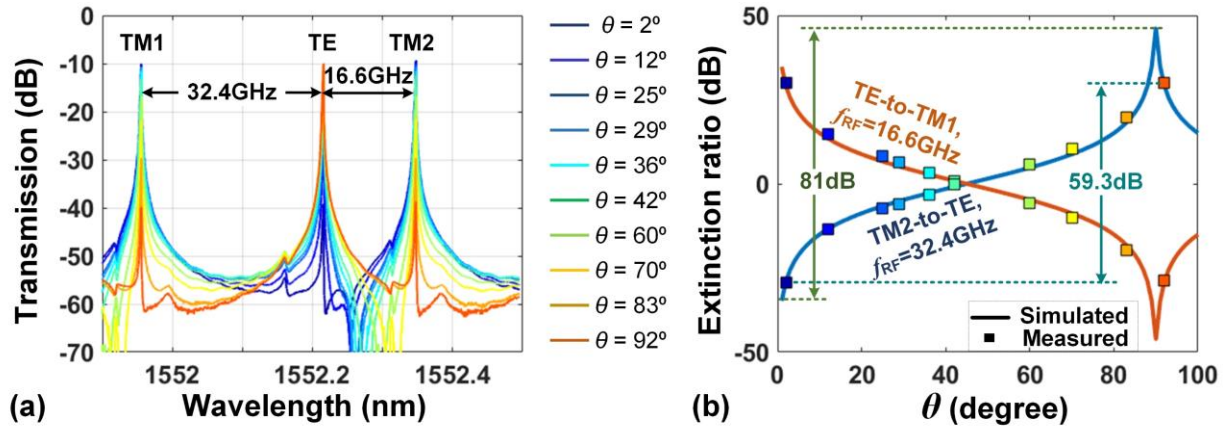 0
-10
-20
-30
-40
-50
-60
-70
Transmission (dB)
TM1
TE
TM2
32.4GHz
16.6GHz
1552
1552.2
1552.4
Wavelength (nm)
(a)
θ = 2º
θ = 12º
θ = 25º
θ = 29º
θ = 36º
θ = 42º
θ = 60º
θ = 70º
θ = 83º
θ = 92º
50
0
-50
Extinction ratio (dB)
TE-to-TM1,
fRF=16.6GHz
81dB
59.3dB
TM2-to-TE,
fRF=32.4GHz
Simulated
Measured
0
20
40
60
80
100
θ (degree)
(b)